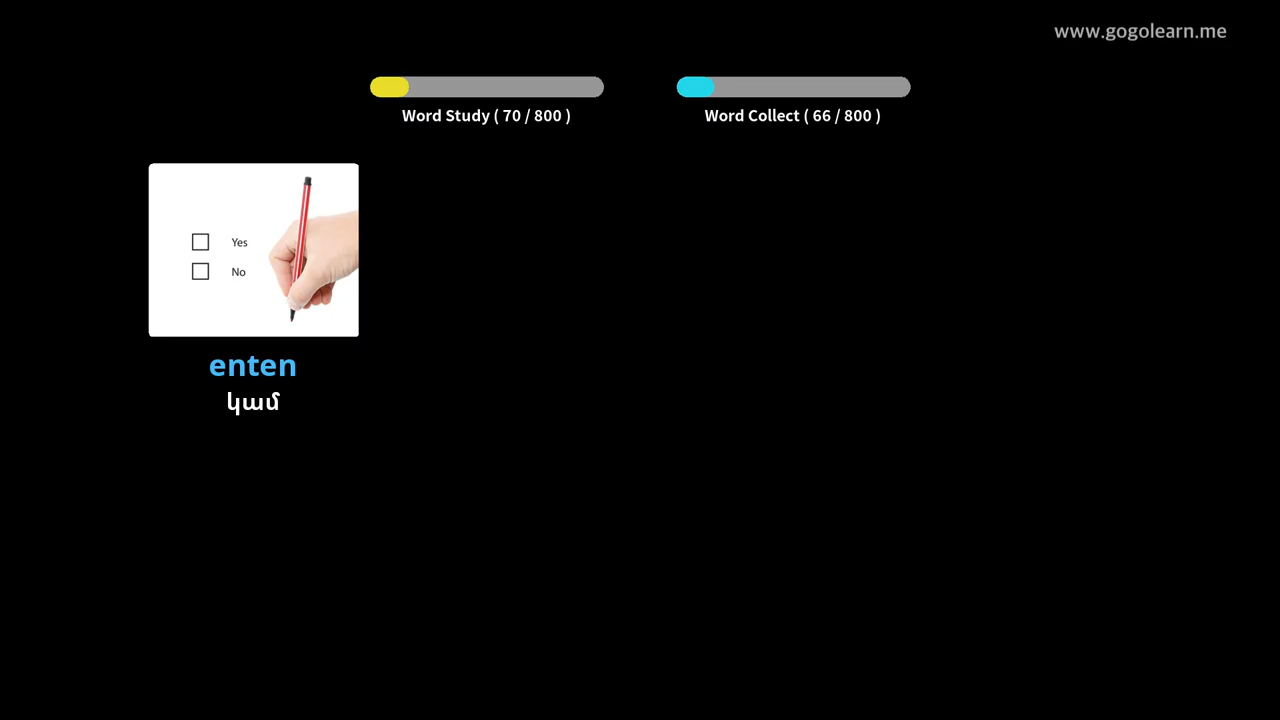 www.gogolearn.me
Word Study ( 70 / 800 )
Word Collect ( 66 / 800 )
Yes
No
enten
կամ